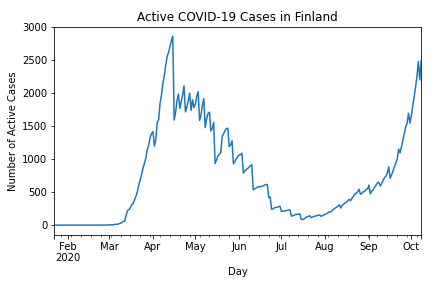 Active COVID-19 Cases in Finland
Number of Active Cases
3000
2500
2000
1500
1000
500
0
Feb Mar Apr May Jun Jul Aug Sep Oct
2020
Day